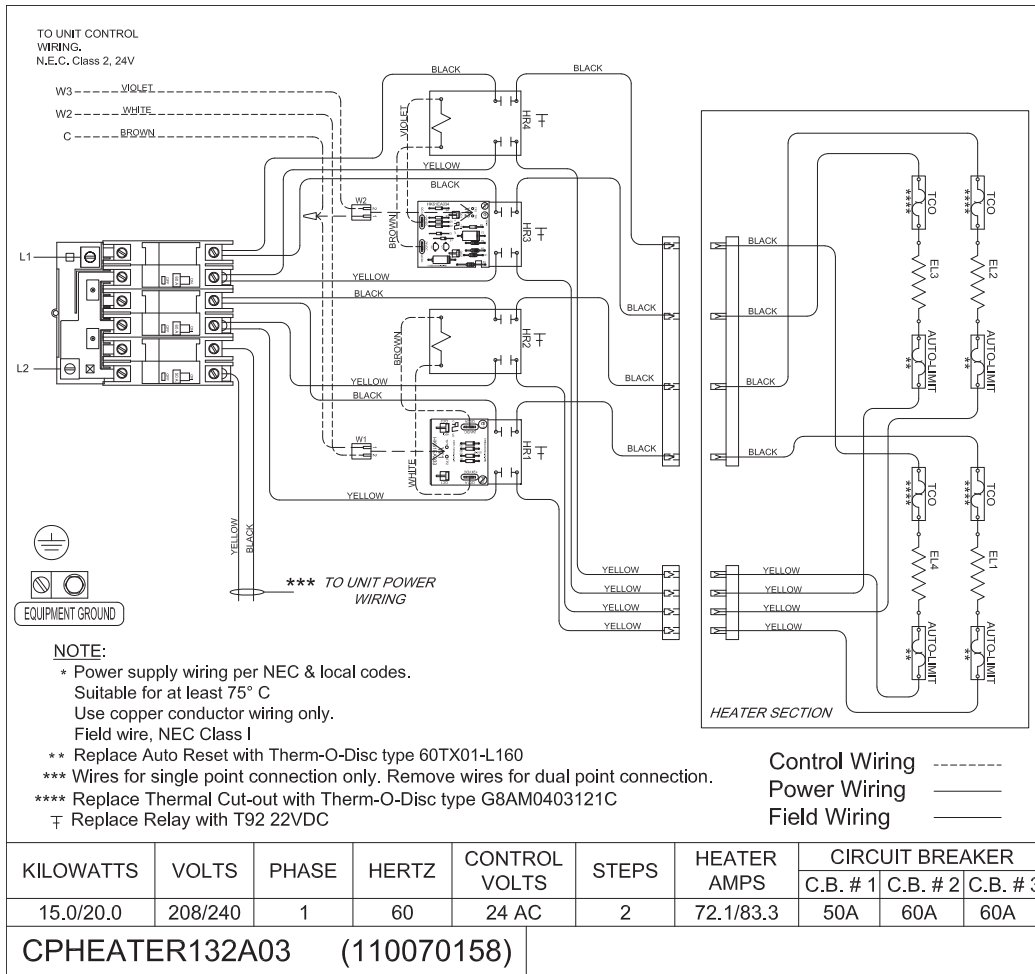 TO UNIT CONTROL
WIRING.
N.E.C. Class 2, 24V
W3 VIOLET
W2 WHITE
C BROWN
BLACK
BLACK
VIOLET
HR4
YELLOW
BLACK
W2
BROWN
HR3
YELLOW
BLACK
BROWN
HR2
YELLOW
BLACK
BLACK
W1
WHITE
HR1
BLACK
YELLOW
L1
L2
YELLOW
BLACK
EQUIPMENT GROUND
*** TO UNIT POWER
WIRING
YELLOW
YELLOW
YELLOW
YELLOW
BLACK
BLACK
BLACK
BLACK
YELLOW
YELLOW
YELLOW
YELLOW
TCO
****
TCO
****
EL3
EL2
AUTO-LIMIT
**
AUTO-LIMIT
**
TCO
****
TCO
****
EL4
EL1
AUTO-LIMIT
**
AUTO-LIMIT
**
HEATER SECTION
NOTE:
* Power supply wiring per NEC & local codes.
Suitable for at least 75° C
Use copper conductor wiring only.
Field wire, NEC Class I
** Replace Auto Reset with Therm-O-Disc type 60TX01-L160
*** Wires for single point connection only. Remove wires for dual point connection.
**** Replace Thermal Cut-out with Therm-O-Disc type G8AM0403121C
Replace Relay with T92 22VDC
Control Wiring
Power Wiring
Field Wiring
KILOWATTS VOLTS PHASE HERTZ CONTROL VOLTS STEPS HEATER AMPS CIRCUIT BREAKER
C.B. # 1 C.B. # 2 C.B. # 3
15.0/20.0 208/240 1 60 24 AC 2 72.1/83.3 50A 60A 60A
CPHEATER132A03 (110070158)